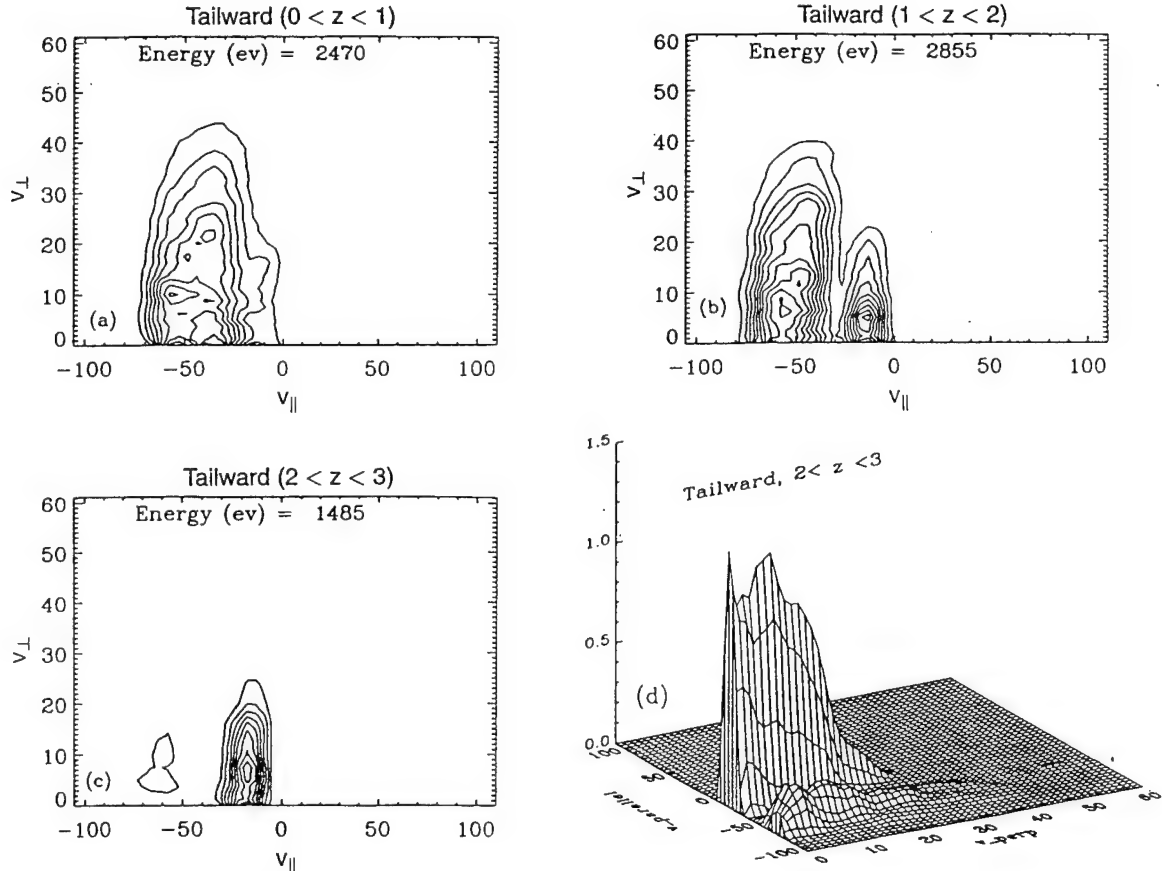 Tailward (0 < z < 1)
Energy (ev) = 2470
60
50
40
30
20
10
0
V⊥
(a)
-100 -50 0 50 100
V||
Tailward (1 < z < 2)
Energy (ev) = 2855
60
50
40
30
20
10
0
V⊥
(b)
-100 -50 0 50 100
V||
Tailward (2 < z < 3)
Energy (ev) = 1485
60
50
40
30
20
10
0
V⊥
(c)
-100 -50 0 50 100
V||
Tailward, 2< z <3
1.5
1.0
0.5
0.0
(d)
100 50 0 -50 -100
v_parallel
0 10 20 30 40 50 60
v_perp